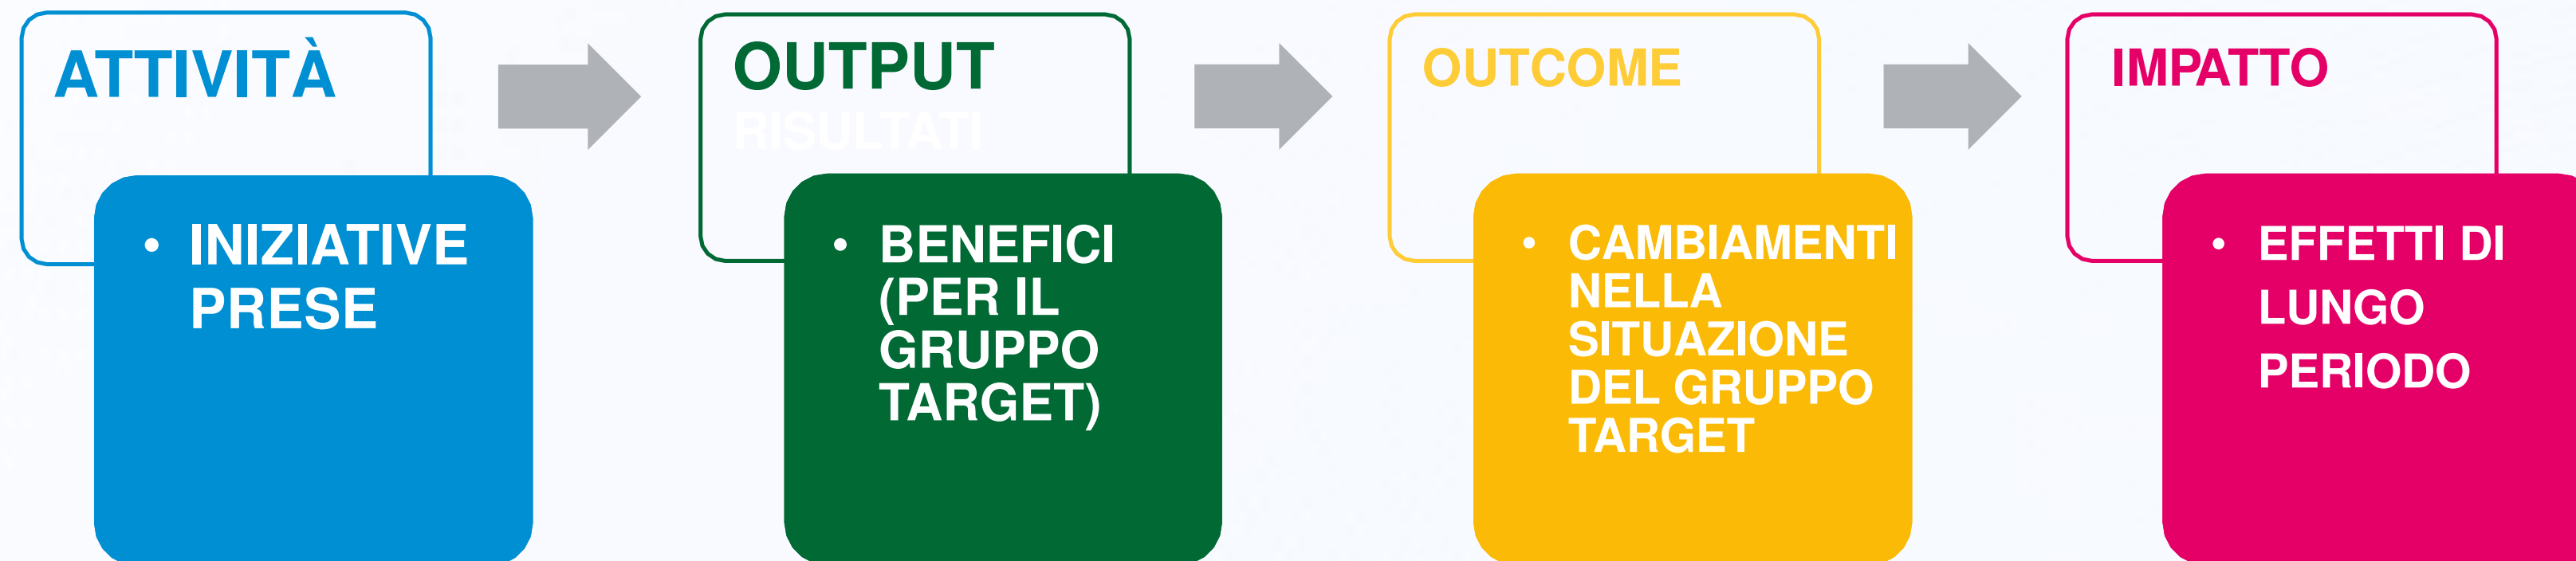 ATTIVITÀ
• INIZIATIVE
PRESE
OUTPUT
RISULTATI
• BENEFICI
(PER IL
GRUPPO
TARGET)
OUTCOME
• CAMBIAMENTI
NELLA
SITUAZIONE
DEL GRUPPO
TARGET
IMPATTO
• EFFETTI DI
LUNGO
PERIODO